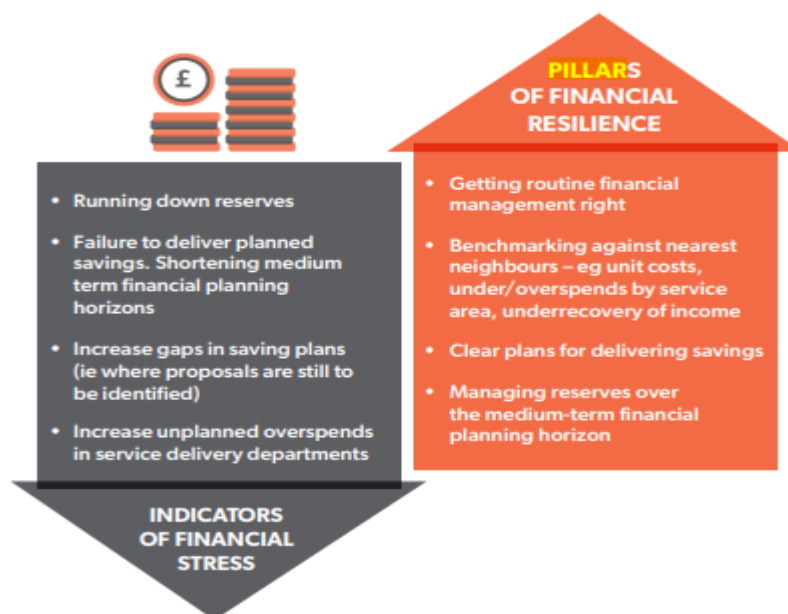 £
• Running down reserves
• Failure to deliver planned
savings. Shortening medium
term financial planning
horizons
• Increase gaps in saving plans
(ie where proposals are still to
be identified)
• Increase unplanned overspends
in service delivery departments
INDICATORS
OF FINANCIAL
STRESS
PILLARS
OF FINANCIAL
RESILIENCE
• Getting routine financial
management right
• Benchmarking against nearest
neighbours – eg unit costs,
under/overspends by service
area, underrecovery of income
• Clear plans for delivering savings
• Managing reserves over
the medium-term financial
planning horizon